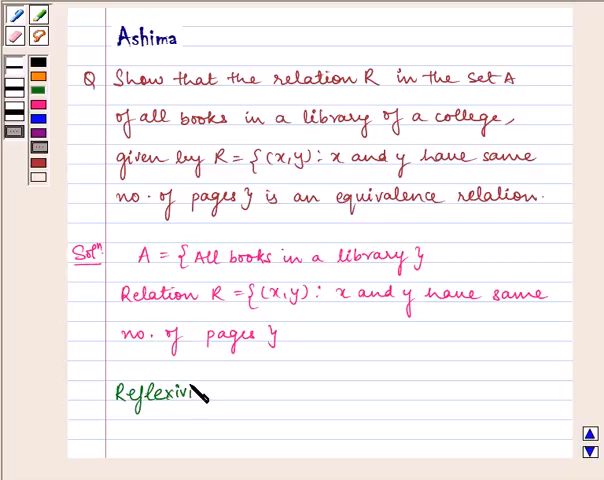 Ashima
Q Show that the relation R in the set A
of all books in a library of a college,
given by R = {(x,y) : x and y have same
no. of pages} is an equivalence relation.
Solⁿ. A = {All books in a library}
Relation R = {(x,y) : x and y have same
no. of pages}
Reflexivi